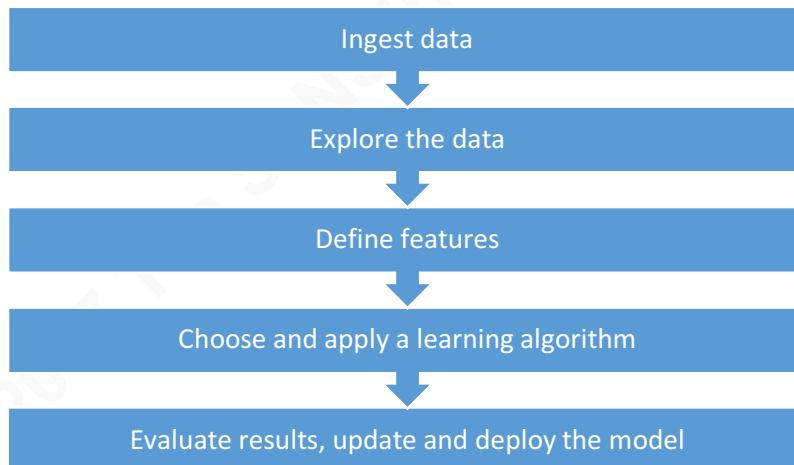 Ingest data
Explore the data
Define features
Choose and apply a learning algorithm
Evaluate results, update and deploy the model